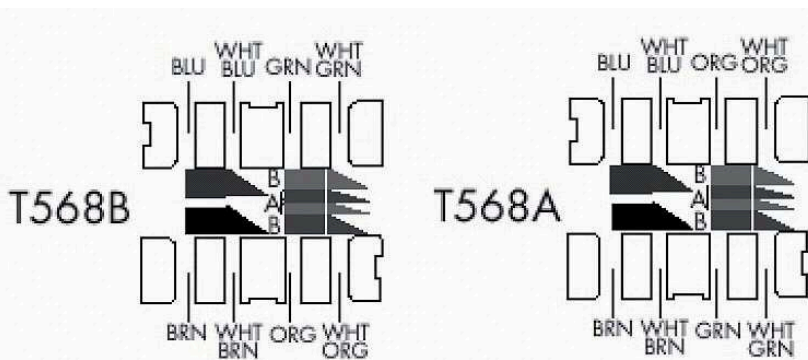 BLU WHT BLU GRN WHT GRN
BLU WHT BLU ORG WHT ORG
T568B
B
A
B
T568A
B
A
B
BRN WHT BRN ORG WHT ORG
BRN WHT BRN GRN WHT GRN